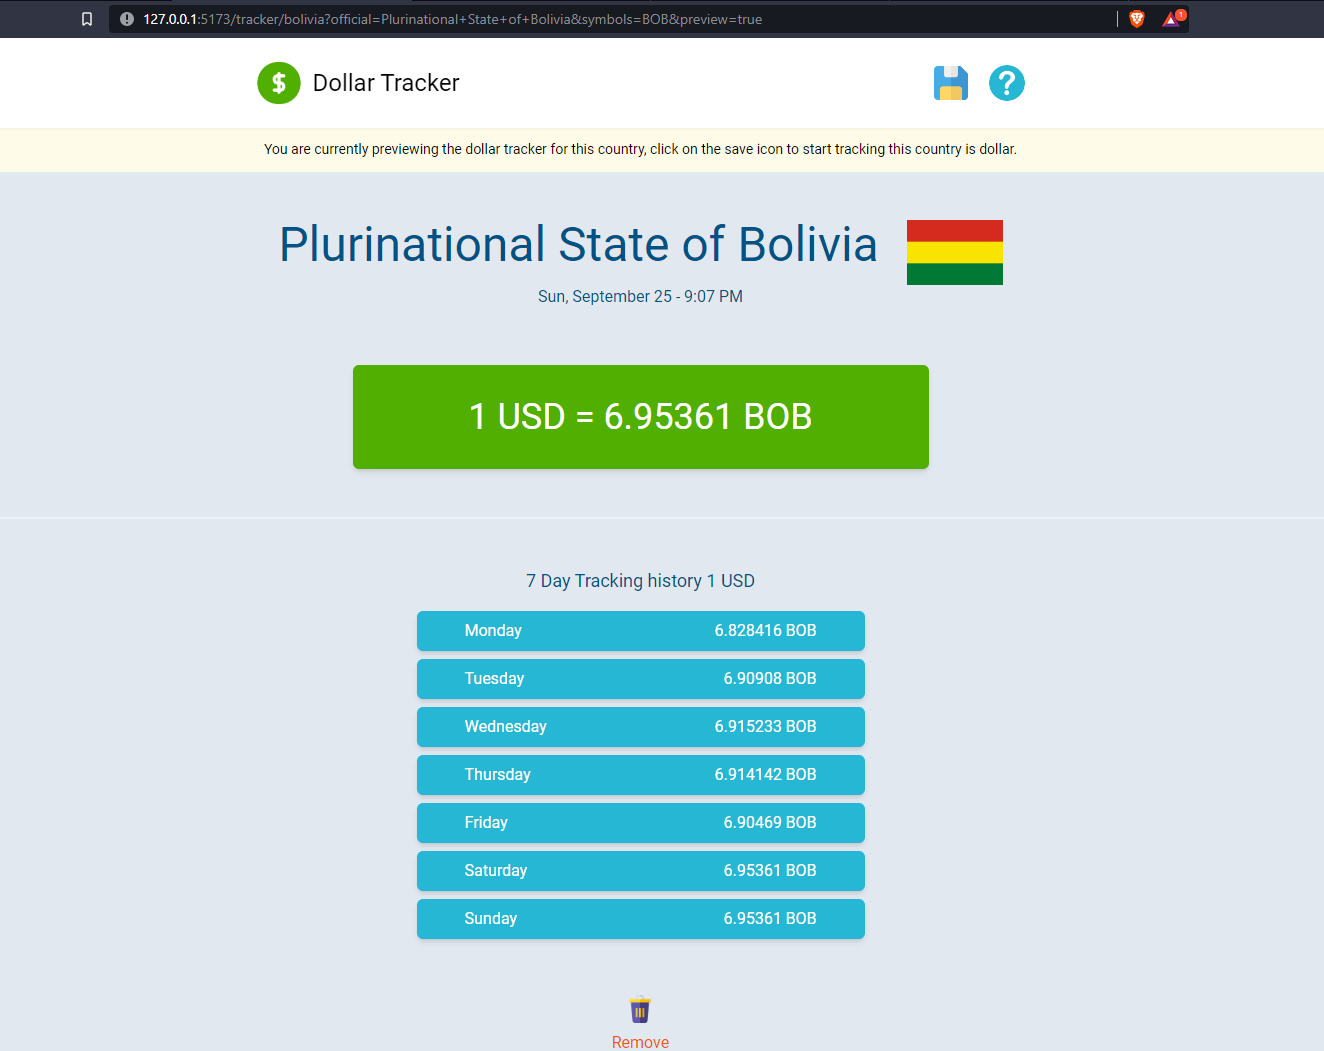 127.0.0.1:5173/tracker/bolivia?official=Plurinational+State+of+Bolivia&symbols=BOB&preview=true
1
$ Dollar Tracker
?
You are currently previewing the dollar tracker for this country, click on the save icon to start tracking this country is dollar.
Plurinational State of Bolivia
Sun, September 25 - 9:07 PM
1 USD = 6.95361 BOB
7 Day Tracking history 1 USD
Monday 6.828416 BOB
Tuesday 6.90908 BOB
Wednesday 6.915233 BOB
Thursday 6.914142 BOB
Friday 6.90469 BOB
Saturday 6.95361 BOB
Sunday 6.95361 BOB
Remove